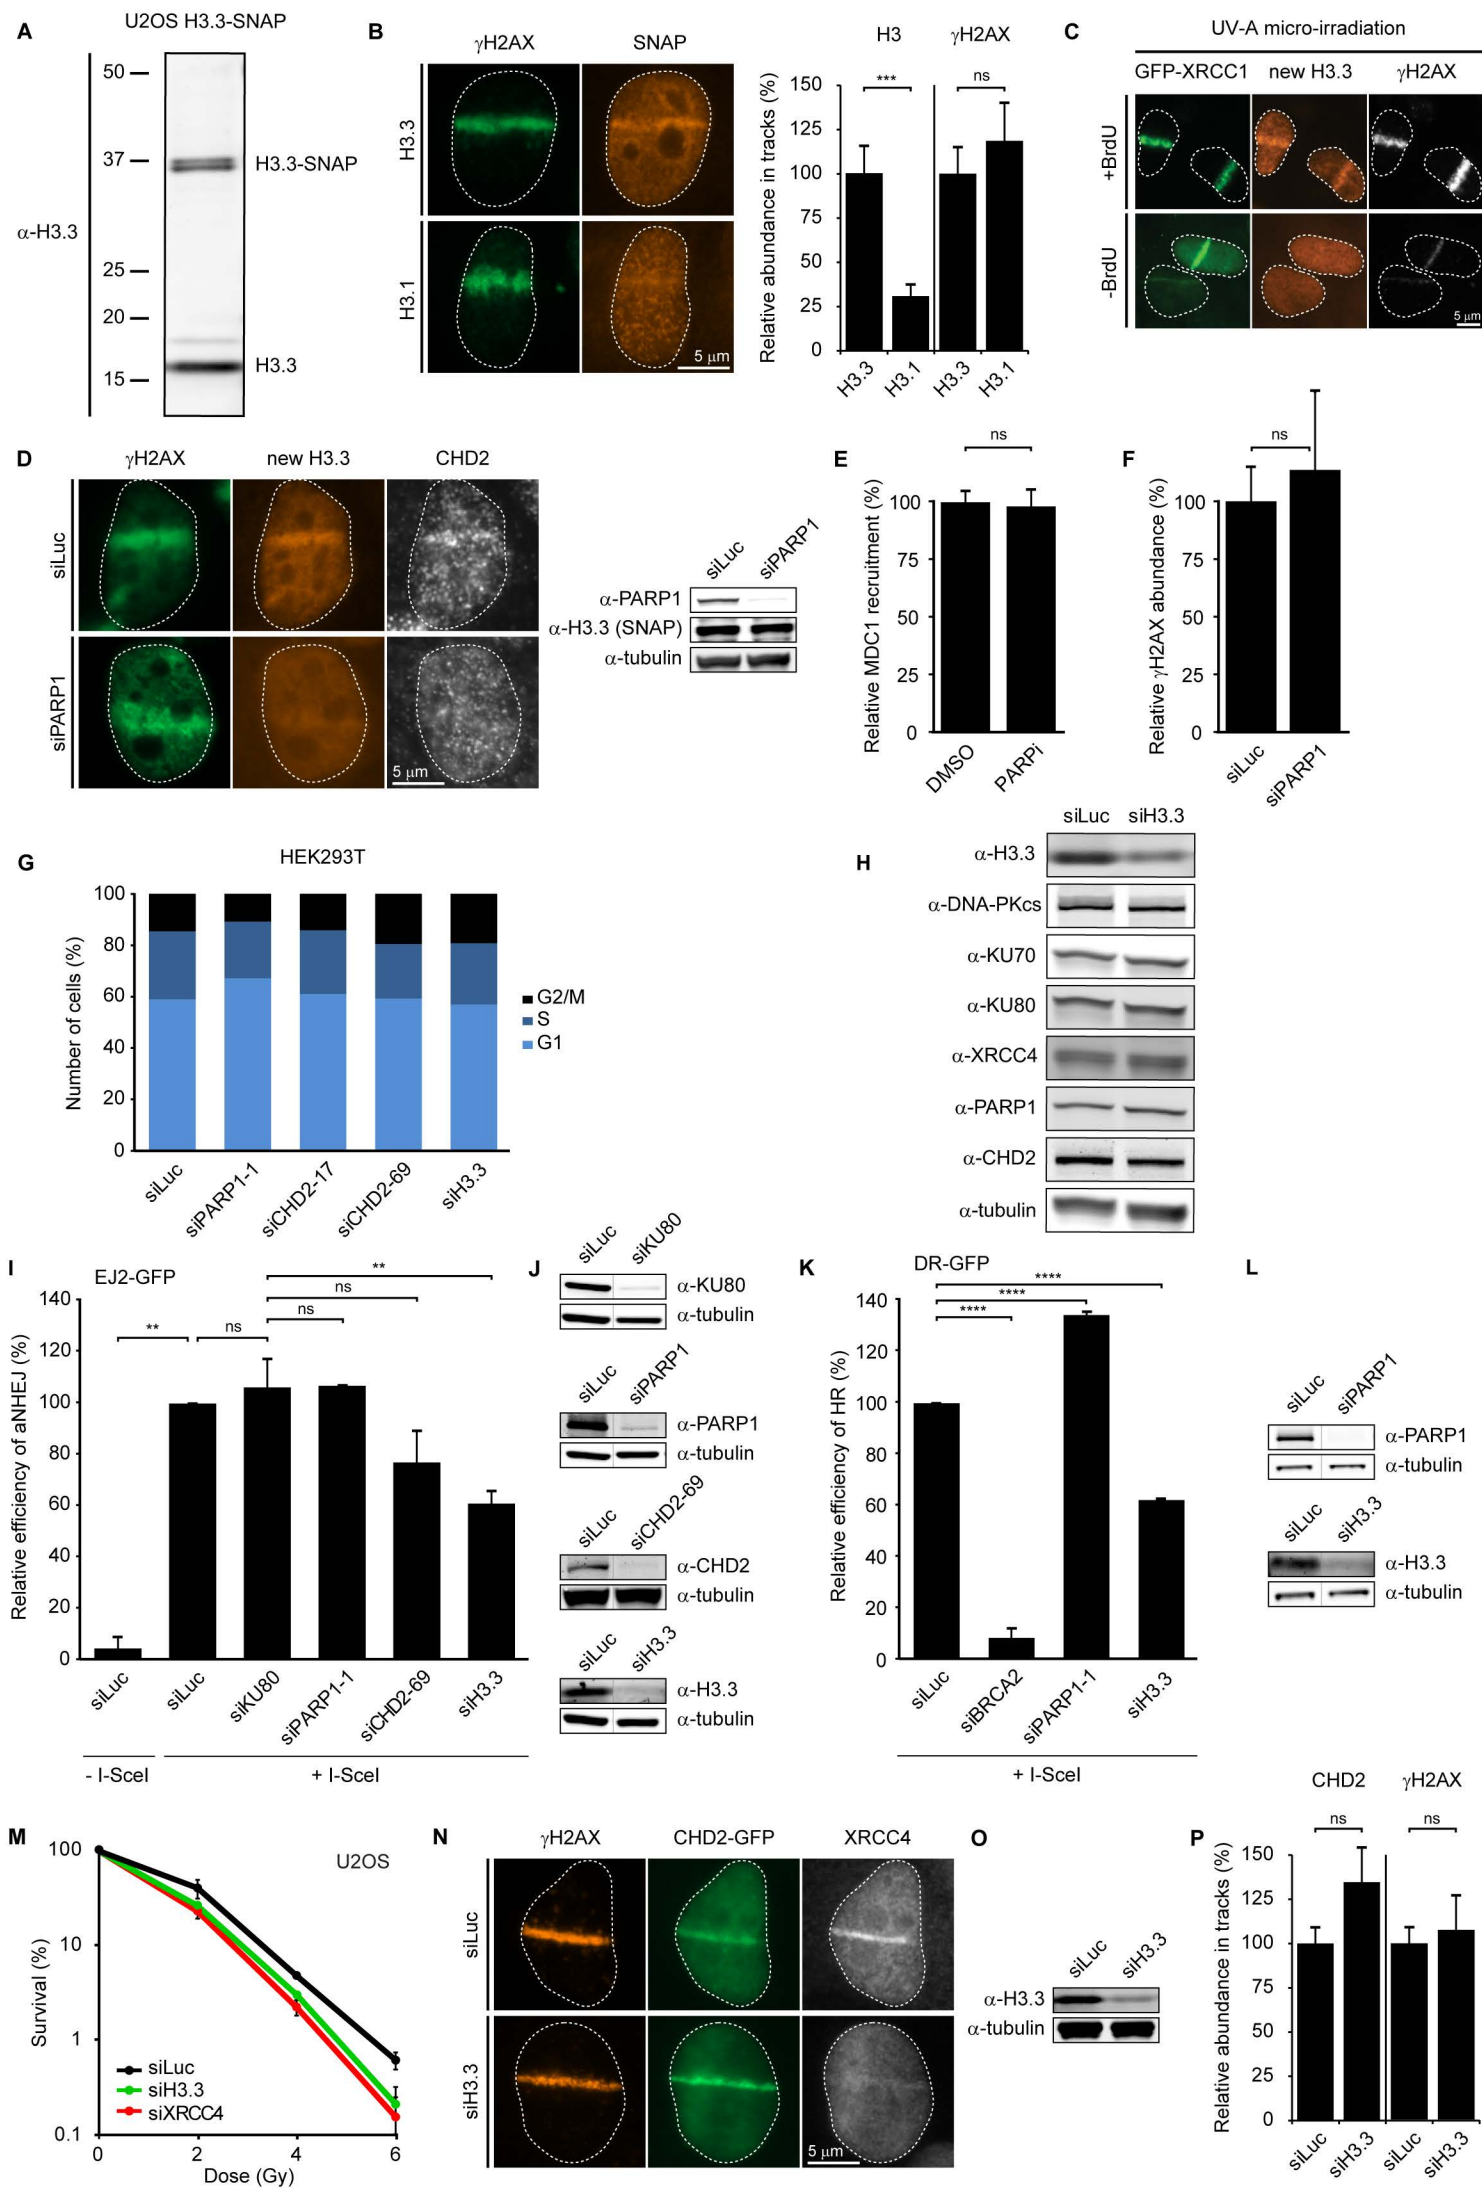 A
U2OS H3.3-SNAP
50
37
25
20
15
α-H3.3
H3.3-SNAP
H3.3
B
γH2AX
SNAP
H3.3
H3.1
5 μm
H3
γH2AX
***
ns
Relative abundance in tracks (%)
150
125
100
75
50
25
0
H3.3
H3.1
H3.3
H3.1
C
UV-A micro-irradiation
GFP-XRCC1
new H3.3
γH2AX
+BrdU
-BrdU
5 μm
D
γH2AX
new H3.3
CHD2
siLuc
siPARP1
5 μm
siLuc
siPARP1
α-PARP1
α-H3.3 (SNAP)
α-tubulin
E
ns
Relative MDC1 recruitment (%)
100
75
50
25
0
DMSO
PARPi
F
ns
Relative γH2AX abundance (%)
100
75
50
25
0
siLuc
siPARP1
G
HEK293T
Number of cells (%)
100
80
60
40
20
0
G2/M
S
G1
siLuc
siPARP1-1
siCHD2-17
siCHD2-69
siH3.3
H
siLuc
siH3.3
α-H3.3
α-DNA-PKcs
α-KU70
α-KU80
α-XRCC4
α-PARP1
α-CHD2
α-tubulin
I
EJ2-GFP
**
ns
ns
ns
**
Relative efficiency of aNHEJ (%)
140
120
100
80
60
40
20
0
siLuc
siLuc
siKU80
siPARP1-1
siCHD2-69
siH3.3
- I-SceI
+ I-SceI
J
siLuc
siKU80
α-KU80
α-tubulin
siLuc
siPARP1
α-PARP1
α-tubulin
siLuc
siCHD2-69
α-CHD2
α-tubulin
siLuc
siH3.3
α-H3.3
α-tubulin
K
DR-GFP
****
****
****
Relative efficiency of HR (%)
140
120
100
80
60
40
20
0
siLuc
siBRCA2
siPARP1-1
siH3.3
+ I-SceI
L
siLuc
siPARP1
α-PARP1
α-tubulin
siLuc
siH3.3
α-H3.3
α-tubulin
M
U2OS
Survival (%)
100
10
1
0.1
siLuc
siH3.3
siXRCC4
0
2
4
6
Dose (Gy)
N
γH2AX
CHD2-GFP
XRCC4
siLuc
siH3.3
5 μm
O
siLuc
siH3.3
α-H3.3
α-tubulin
P
CHD2
γH2AX
ns
ns
Relative abundance in tracks (%)
150
125
100
75
50
25
0
siLuc
siH3.3
siLuc
siH3.3